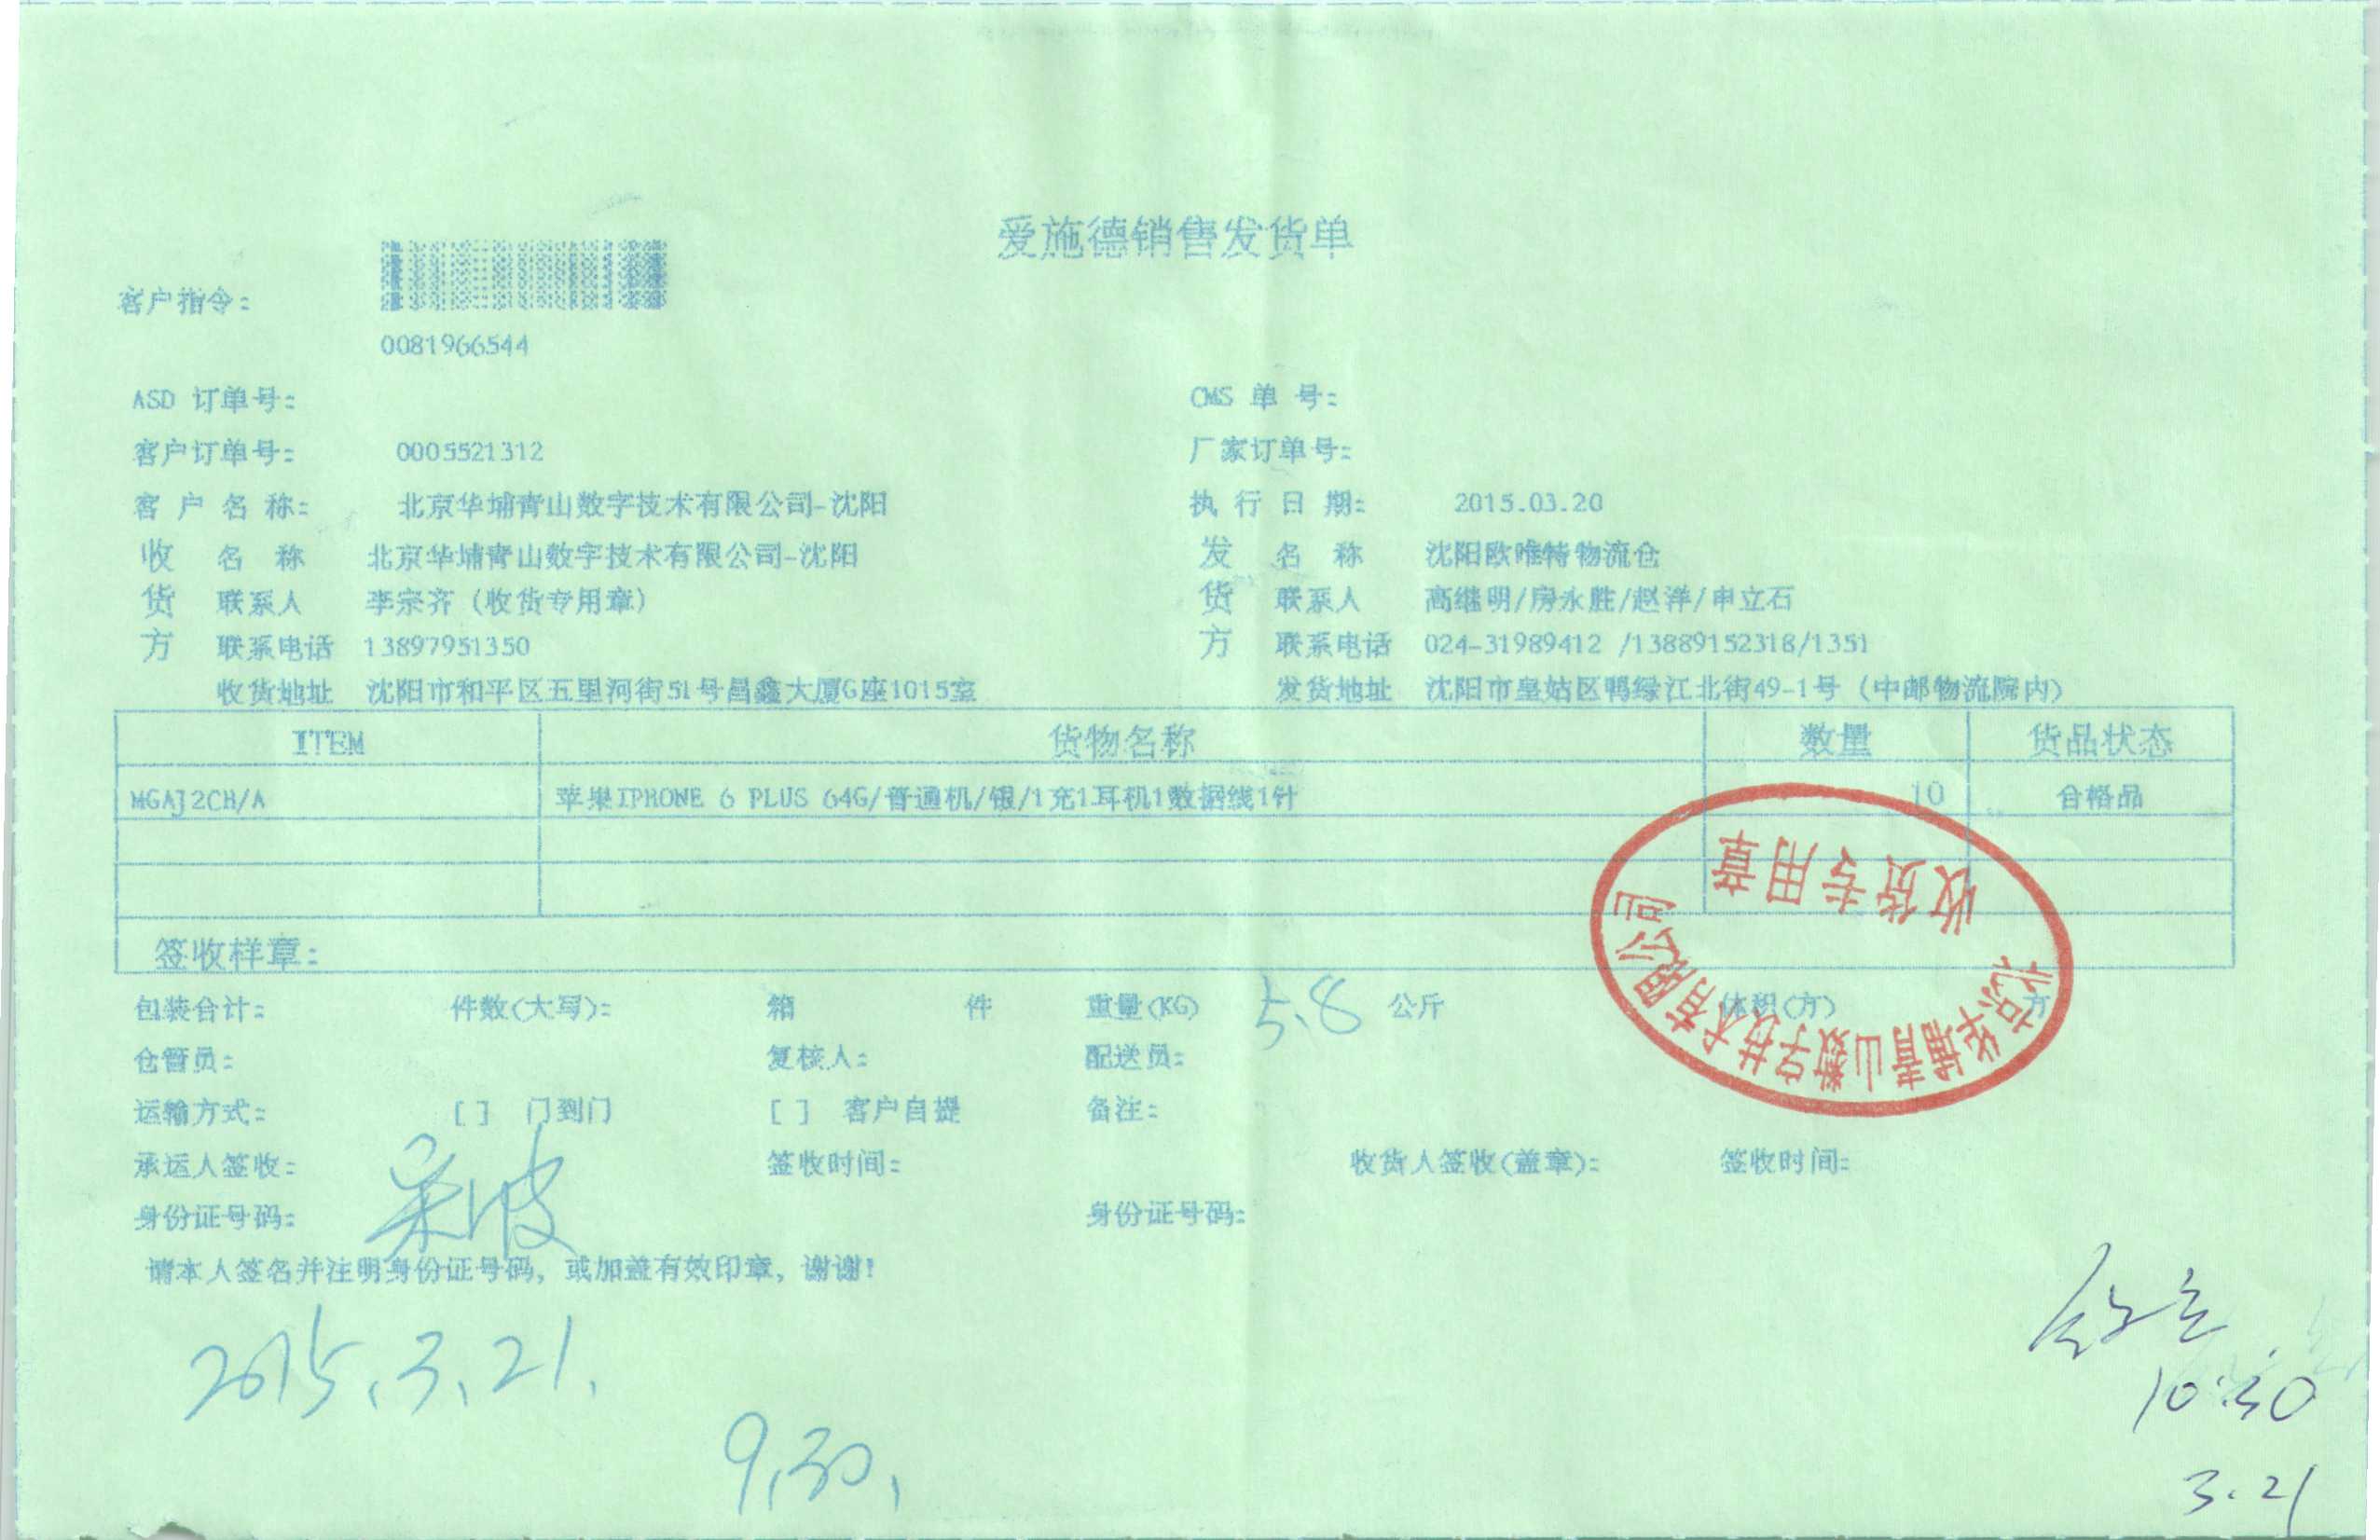 爱施德销售发货单
客户指令:
0081966544
ASD 订单号: CMS 单 号:
客户订单号: 0005521312 厂家订单号:
客 户 名 称: 北京华埔青山数字技术有限公司-沈阳 执 行 日 期: 2015.03.20
收 名 称 北京华埔青山数字技术有限公司-沈阳 发 名 称 沈阳欧唯特物流仓
货 联系人 李宗齐 (收货专用章) 货 联系人 高继明/房永胜/赵洋/申立石
方 联系电话 13897951350 方 联系电话 024-31989412 /13889152318/1351
收货地址 沈阳市和平区五里河街51号昌鑫大厦G座1015室 发货地址 沈阳市皇姑区鸭绿江北街49-1号 (中邮物流院内)
ITEM 货物名称 数量 货品状态
MGAJ2CH/A 苹果IPHONE 6 PLUS 64G/普通机/银/1充1耳机1数据线1针 10 合格品
北京华埔青山数字技术有限公司
收货专用章
签收样章:
包装合计: 件数(大写): 箱 件 重量(KG) 5.8 公斤 体积(方) 方
仓管员: 复核人: 配送员:
运输方式: [ ] 门到门 [ ] 客户自提 备注:
承运人签收: 签收时间: 收货人签收(盖章): 签收时间:
身份证号码: 身份证号码:
请本人签名并注明身份证号码, 或加盖有效印章, 谢谢!
2015.3.21.
10:30
9.30.
3.21